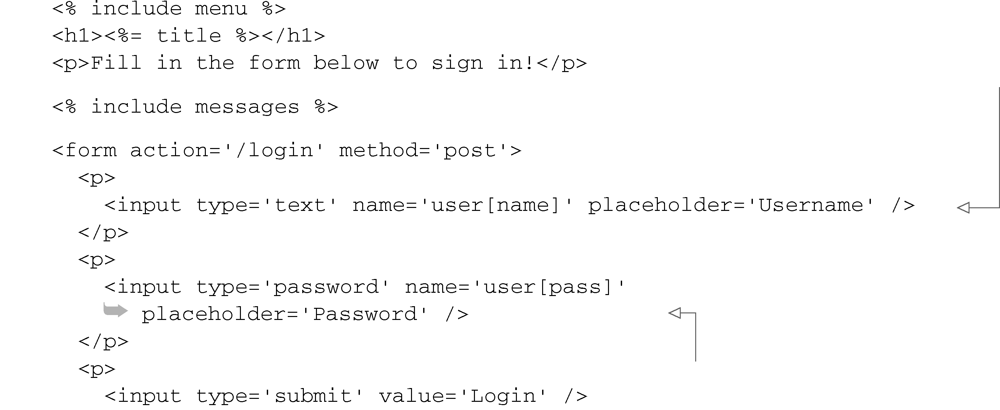 <% include menu %>
<h1><%= title %></h1>
<p>Fill in the form below to sign in!</p>
<% include messages %>
<form action='/login' method='post'>
<p>
<input type='text' name='user[name]' placeholder='Username' />
</p>
<p>
<input type='password' name='user[pass]'
placeholder='Password' />
</p>
<p>
<input type='submit' value='Login' />